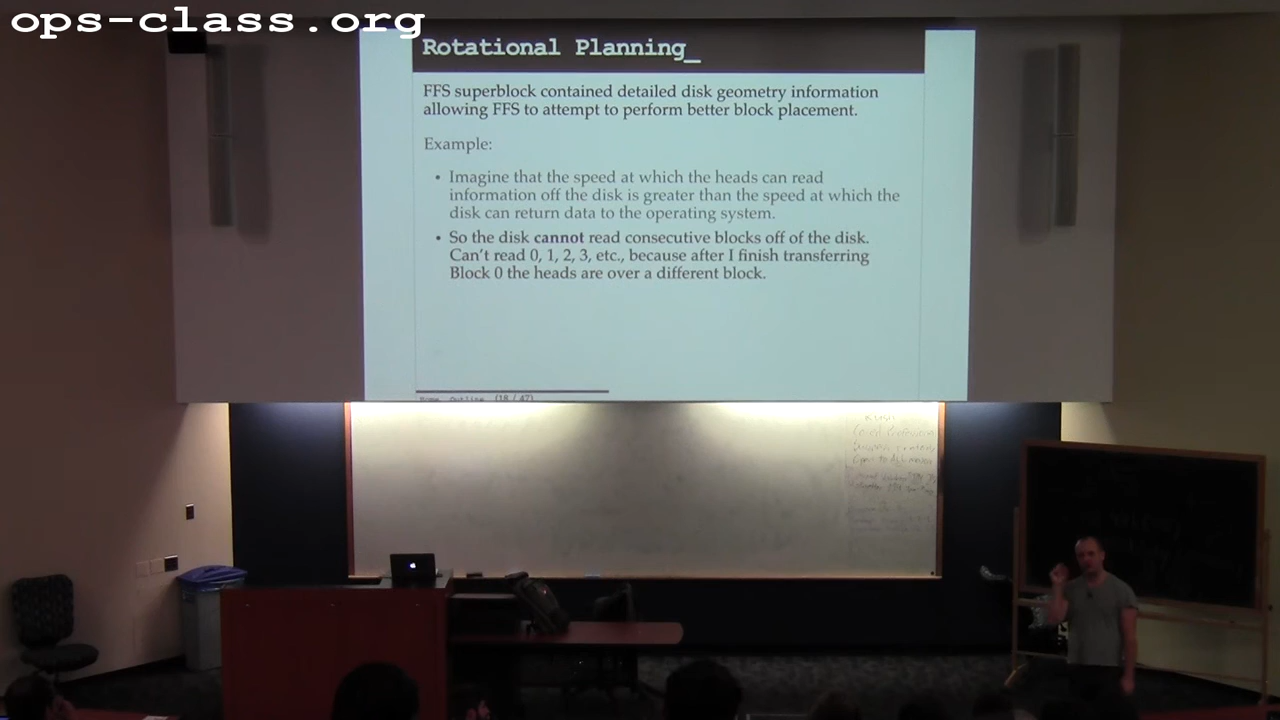 ops-class.org
Rotational Planning_
FFS superblock contained detailed disk geometry information
allowing FFS to attempt to perform better block placement.
Example:
• Imagine that the speed at which the heads can read
information off the disk is greater than the speed at which the
disk can return data to the operating system.
• So the disk cannot read consecutive blocks off of the disk.
Can't read 0, 1, 2, 3, etc., because after I finish transferring
Block 0 the heads are over a different block.
(18 / 47)